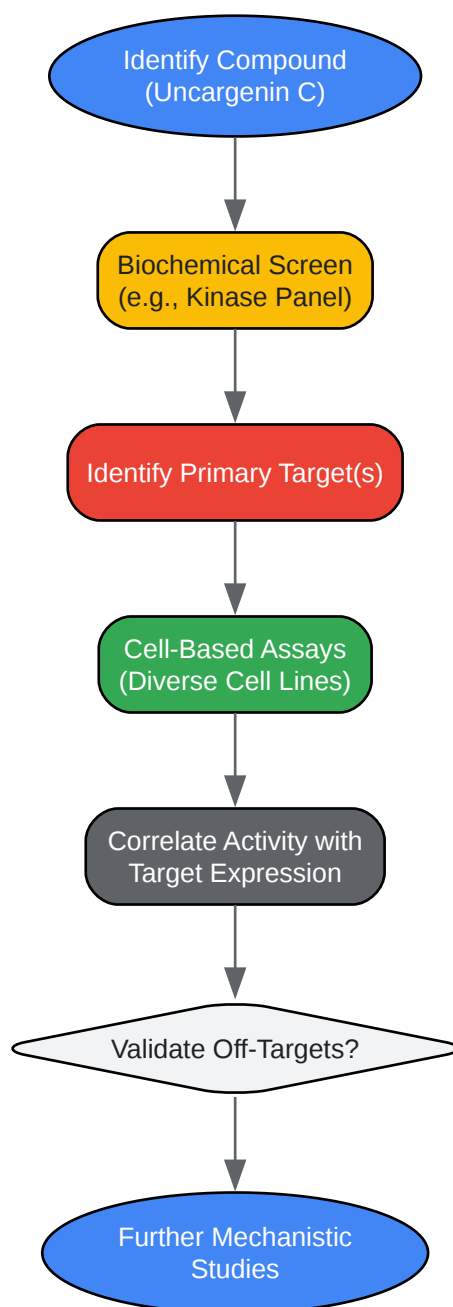 Identify Compound
(Uncargenin C)
Biochemical Screen
(e.g., Kinase Panel)
Identify Primary Target(s)
Cell-Based Assays
(Diverse Cell Lines)
Correlate Activity with
Target Expression
Validate Off-Targets?
Further Mechanistic
Studies